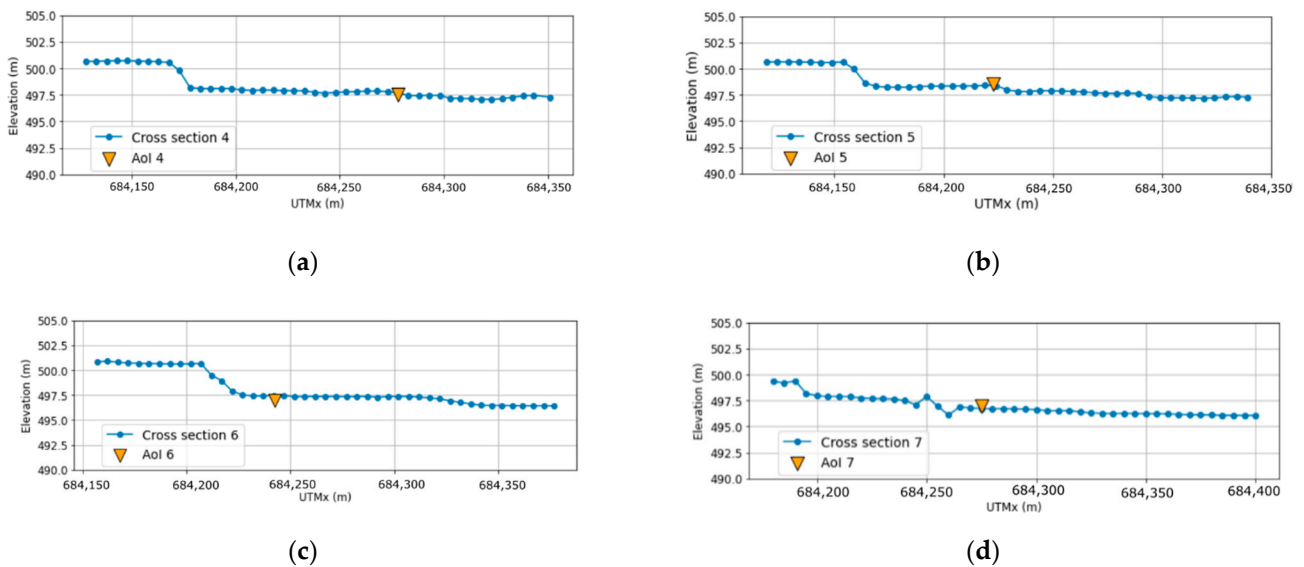 505.0
502.5
500.0
497.5
495.0
492.5
490.0
Elevation (m)
Cross section 4
AoI 4
684,150 684,200 684,250 684,300 684,350
UTMx (m)
(a)
505.0
502.5
500.0
497.5
495.0
492.5
490.0
Elevation (m)
Cross section 5
AoI 5
684,150 684,200 684,250 684,300 684,350
UTMx (m)
(b)
505.0
502.5
500.0
497.5
495.0
492.5
490.0
Elevation (m)
Cross section 6
AoI 6
684,150 684,200 684,250 684,300 684,350
UTMx (m)
(c)
505.0
502.5
500.0
497.5
495.0
492.5
490.0
Elevation (m)
Cross section 7
AoI 7
684,200 684,250 684,300 684,350 684,400
UTMx (m)
(d)